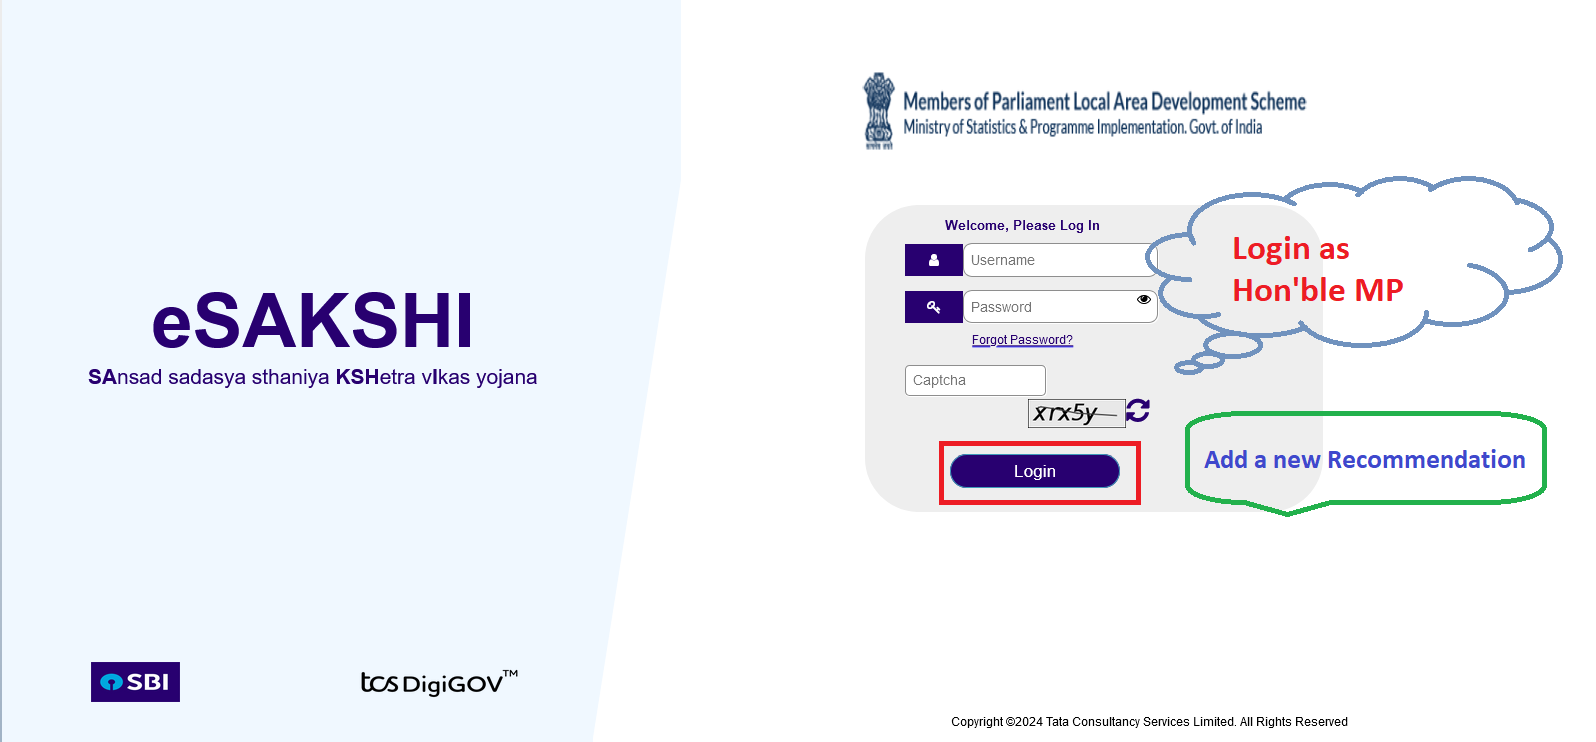 eSAKSHI
SAnsad sadasya sthaniya KSHetra vIkas yojana
SBI
tcs DigiGOV™
Members of Parliament Local Area Development Scheme
Ministry of Statistics & Programme Implementation. Govt. of India
Welcome, Please Log In
Username
Password
Forgot Password?
Captcha
xrx5y
Login
Login as
Hon'ble MP
Add a new Recommendation
Copyright ©2024 Tata Consultancy Services Limited. All Rights Reserved